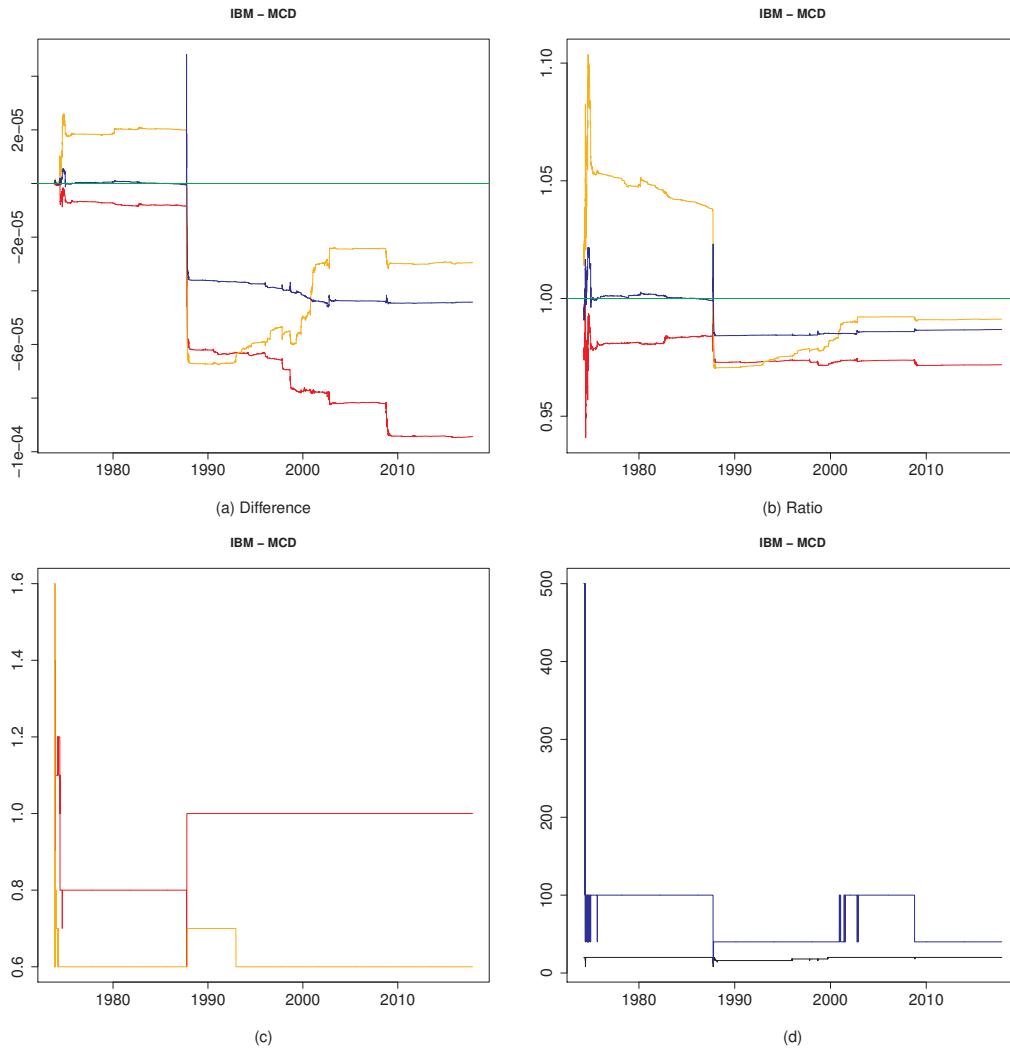 IBM − MCD
2e−05
−2e−05
−6e−05
−1e−04
1980 1990 2000 2010
(a) Difference
IBM − MCD
1.10
1.05
1.00
0.95
1980 1990 2000 2010
(b) Ratio
IBM − MCD
1.6
1.4
1.2
1.0
0.8
0.6
1980 1990 2000 2010
(c)
IBM − MCD
500
400
300
200
100
0
1980 1990 2000 2010
(d)